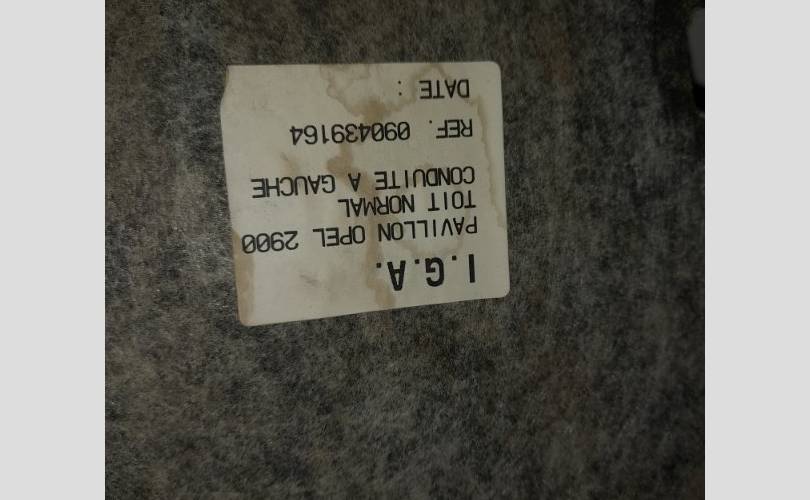 I.G.A.
PAVILLON OPEL 2900
TOIT NORMAL
CONDUITE A GAUCHE
REF. 090439164
DATE :